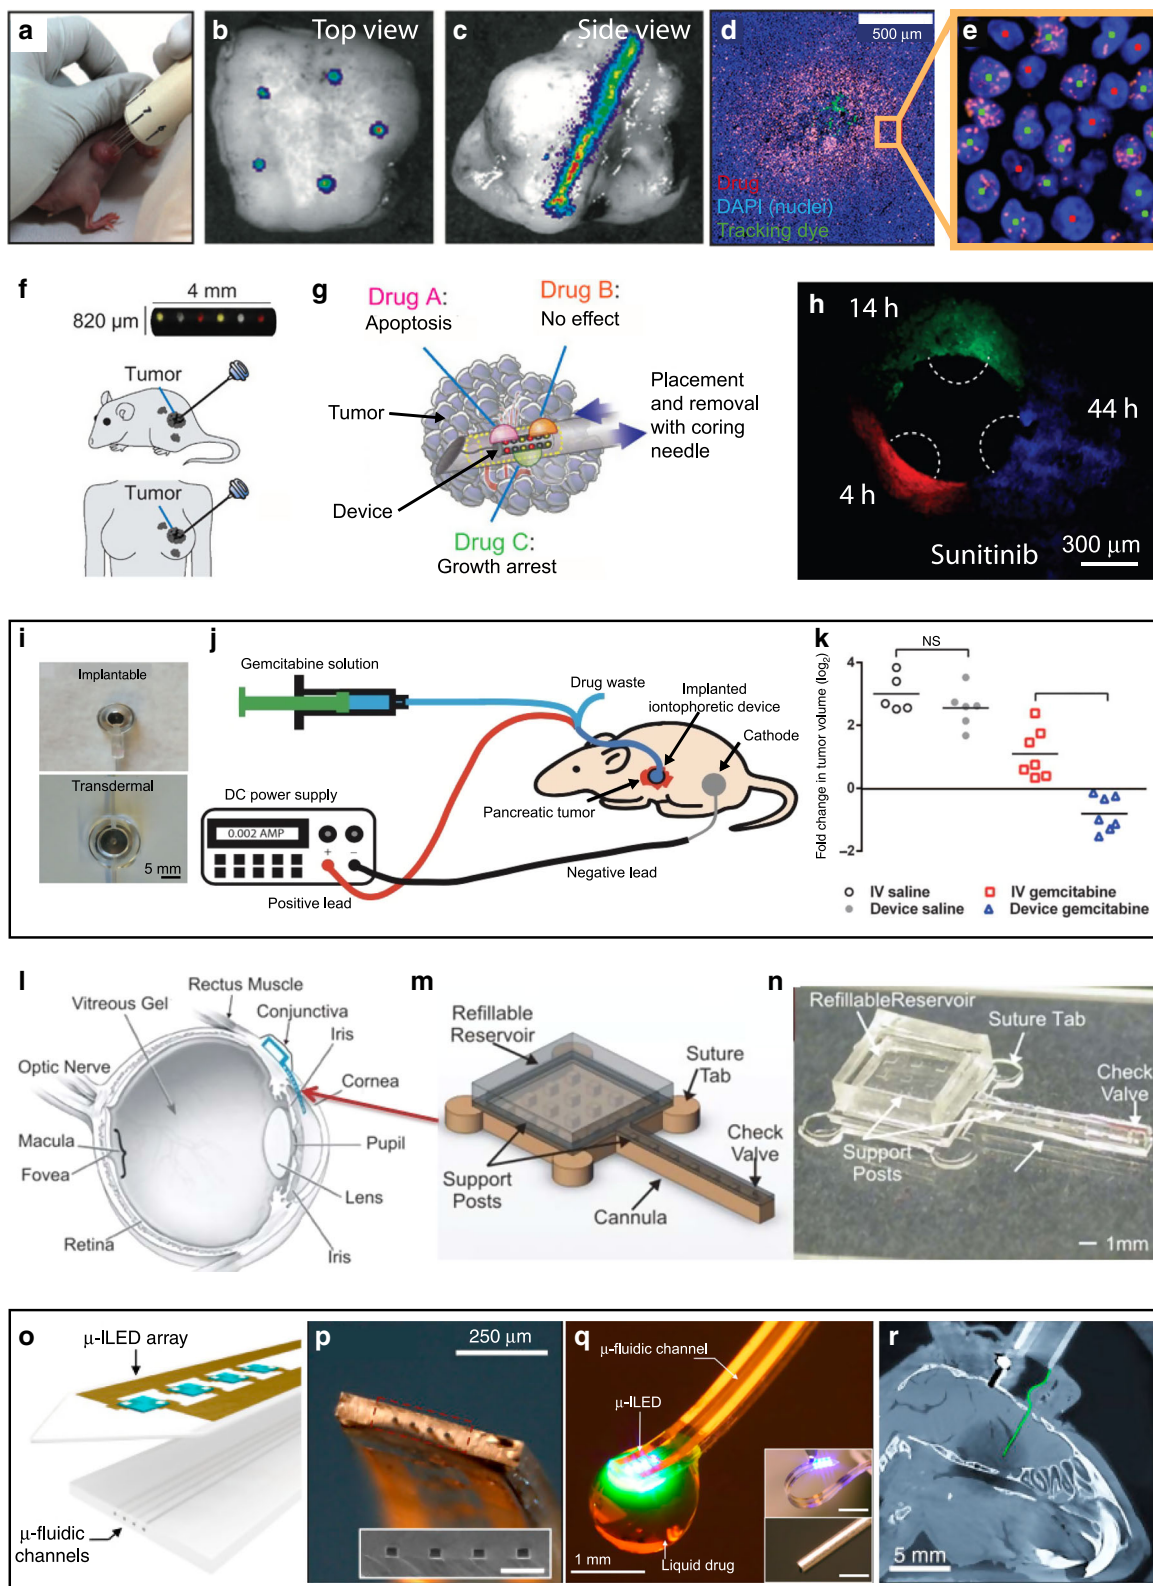 a
b
Top view
c
Side view
d
500 µm
Drug
DAPI (nuclei)
Tracking dye
e
f
4 mm
820 µm
Tumor
Tumor
g
Drug A:
Apoptosis
Drug B:
No effect
Tumor
Placement
and removal
with coring
needle
Device
Drug C:
Growth arrest
h
14 h
44 h
4 h
Sunitinib
300 µm
i
Implantable
Transdermal
5 mm
j
Gemcitabine solution
Drug waste
Implanted
iontophoretic device
Cathode
Pancreatic tumor
DC power supply
0.002 AMP
+ −
Positive lead
Negative lead
k
Fold change in tumor volume (log2)
NS
4
2
0
−2
IV saline
IV gemcitabine
Device saline
Device gemcitabine
l
Rectus Muscle
Vitreous Gel
Conjunctiva
Iris
Optic Nerve
Cornea
Macula
Pupil
Fovea
Lens
Retina
Iris
m
Refillable
Reservoir
Suture
Tab
Check
Valve
Support
Posts
Cannula
n
RefillableReservoir
Suture Tab
Check
Valve
Support
Posts
1mm
o
µ-ILED array
µ-fluidic
channels
p
250 µm
q
µ-fluidic channel
µ-ILED
1 mm
Liquid drug
r
5 mm